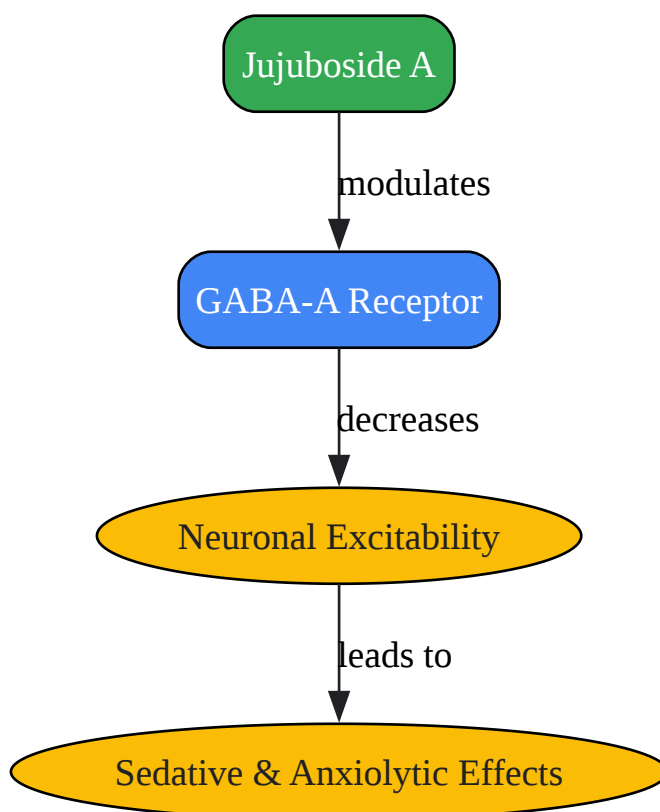 Jujuboside A
modulates
GABA-A Receptor
decreases
Neuronal Excitability
leads to
Sedative & Anxiolytic Effects